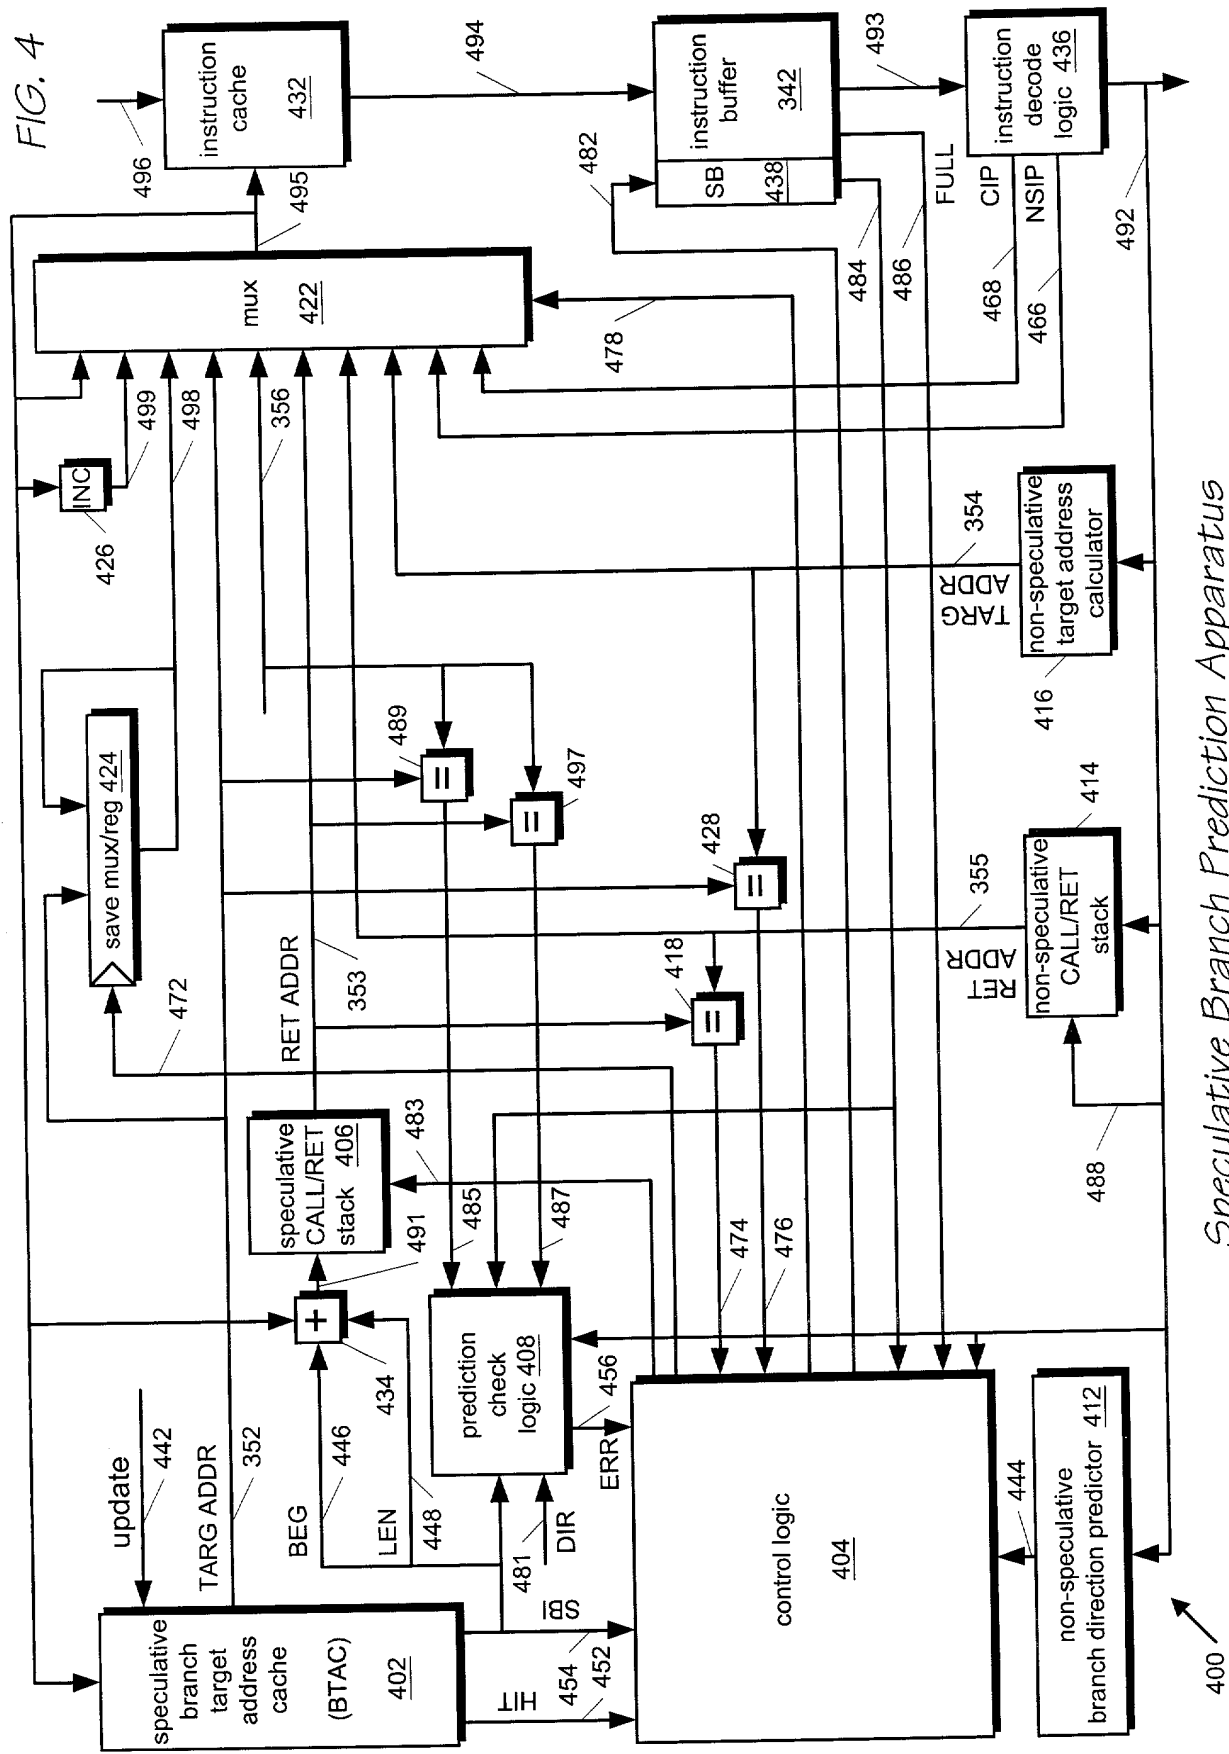 FIG. 4
496
instruction
cache
432
494
495
instruction
buffer
342
SB
438
482
493
instruction
decode
logic 436
FULL
CIP
NSIP
484
486
468
466
492
mux
422
478
INC
426
499
498
356
save mux/reg 424
472
489
497
428
418
TARG
ADDR
354
non-speculative
target address
calculator
416
RET
ADDR
355
non-speculative
CALL/RET
stack
414
488
RET ADDR
353
speculative
CALL/RET
stack 406
483
491
485
487
474
476
+
434
=
=
=
=
prediction
check
logic 408
456
ERR
update
442
TARG ADDR
352
BEG
446
LEN
448
481
DIR
SBI
454
452
HIT
speculative
branch
target
address
cache
(BTAC)
402
control logic
404
444
non-speculative
branch direction predictor 412
400
Speculative Branch Prediction Apparatus